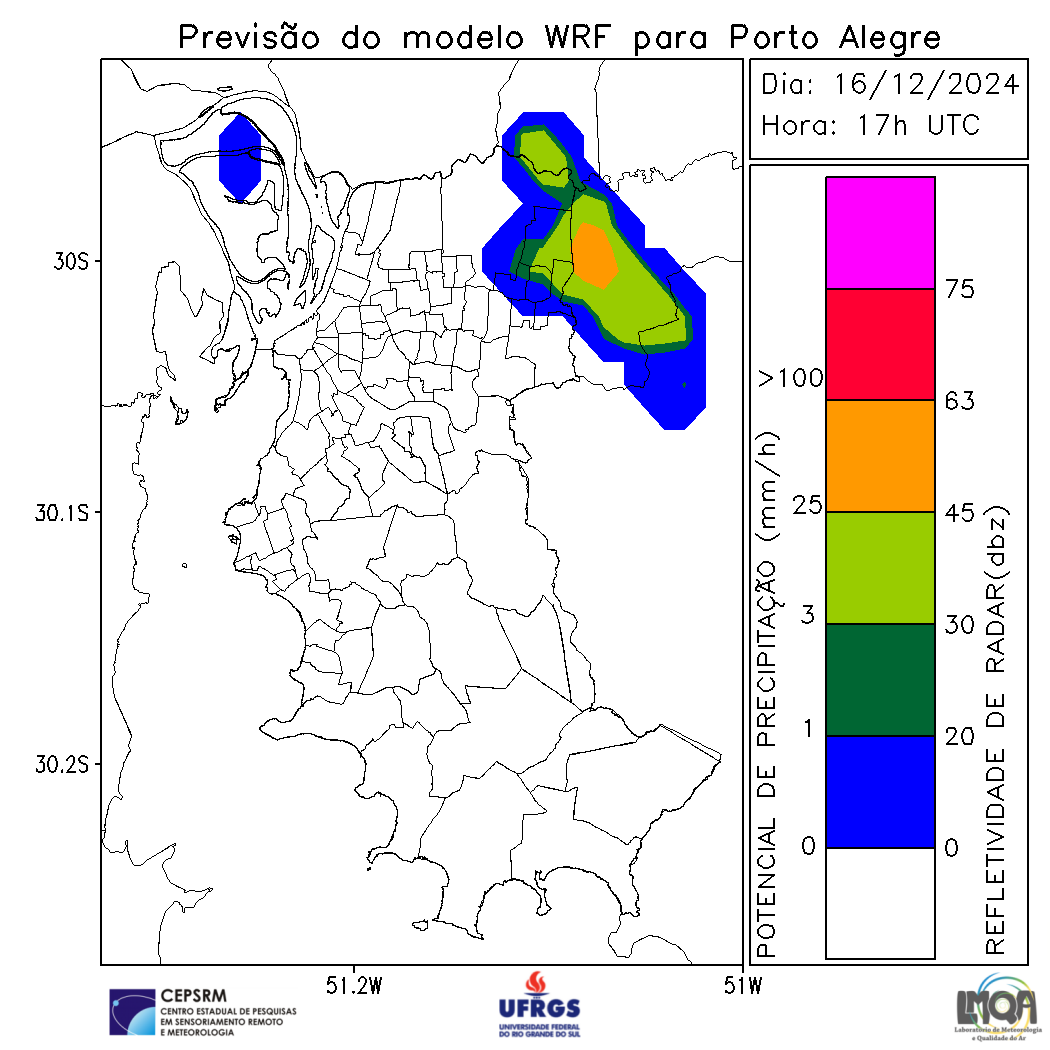 Previsão do modelo WRF para Porto Alegre
Dia: 16/12/2024
Hora: 17h UTC
30S
30.1S
30.2S
51.2W
51W
POTENCIAL DE PRECIPITAÇÃO (mm/h)
>100
25
3
1
0
75
63
45
30
20
0
REFLETIVIDADE DE RADAR(dbz)
CEPSRM
CENTRO ESTADUAL DE PESQUISAS
EM SENSORIAMENTO REMOTO
E METEOROLOGIA
UFRGS
UNIVERSIDADE FEDERAL
DO RIO GRANDE DO SUL
LMQA
Laboratório de Meteorologia
e Qualidade do Ar